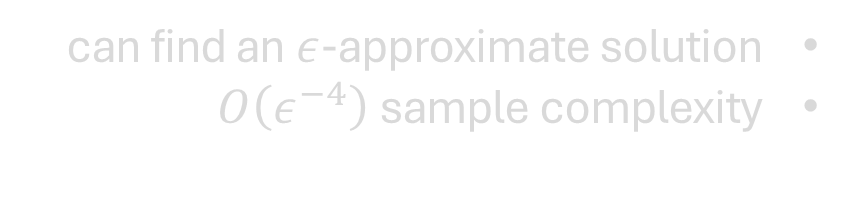 • can find an ϵ-approximate solution
• O(ϵ⁻⁴) sample complexity